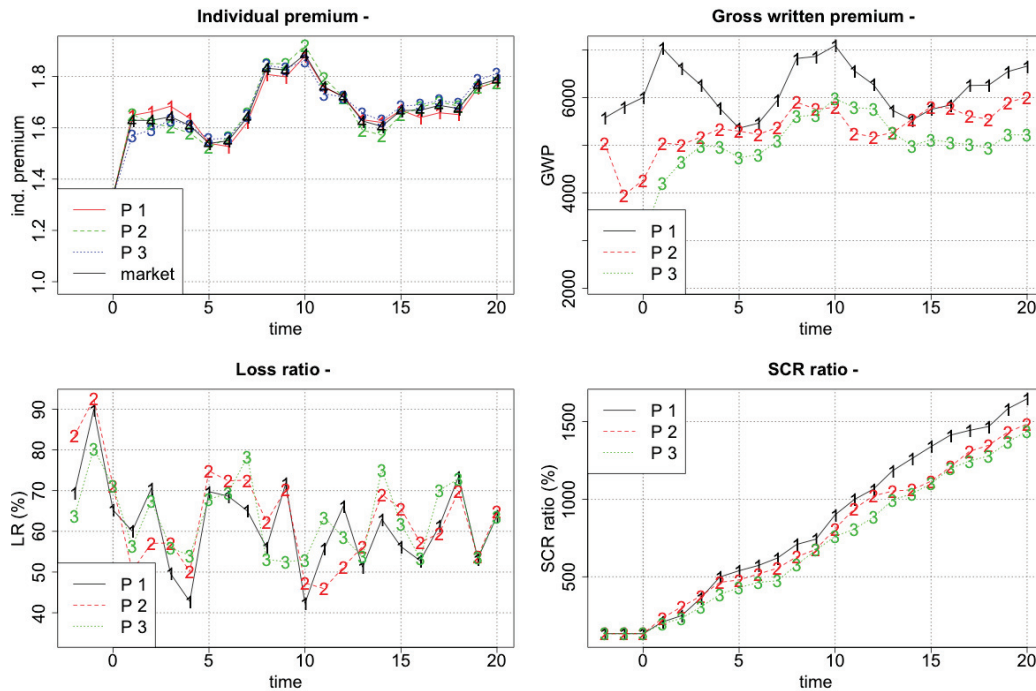 Individual premium -
ind. premium
1.0 1.2 1.4 1.6 1.8
P 1
P 2
P 3
market
0 5 10 15 20
time
Gross written premium -
GWP
2000 4000 6000
P 1
P 2
P 3
0 5 10 15 20
time
Loss ratio -
LR (%)
40 50 60 70 80 90
P 1
P 2
P 3
0 5 10 15 20
time
SCR ratio -
SCR ratio (%)
500 1000 1500
P 1
P 2
P 3
0 5 10 15 20
time